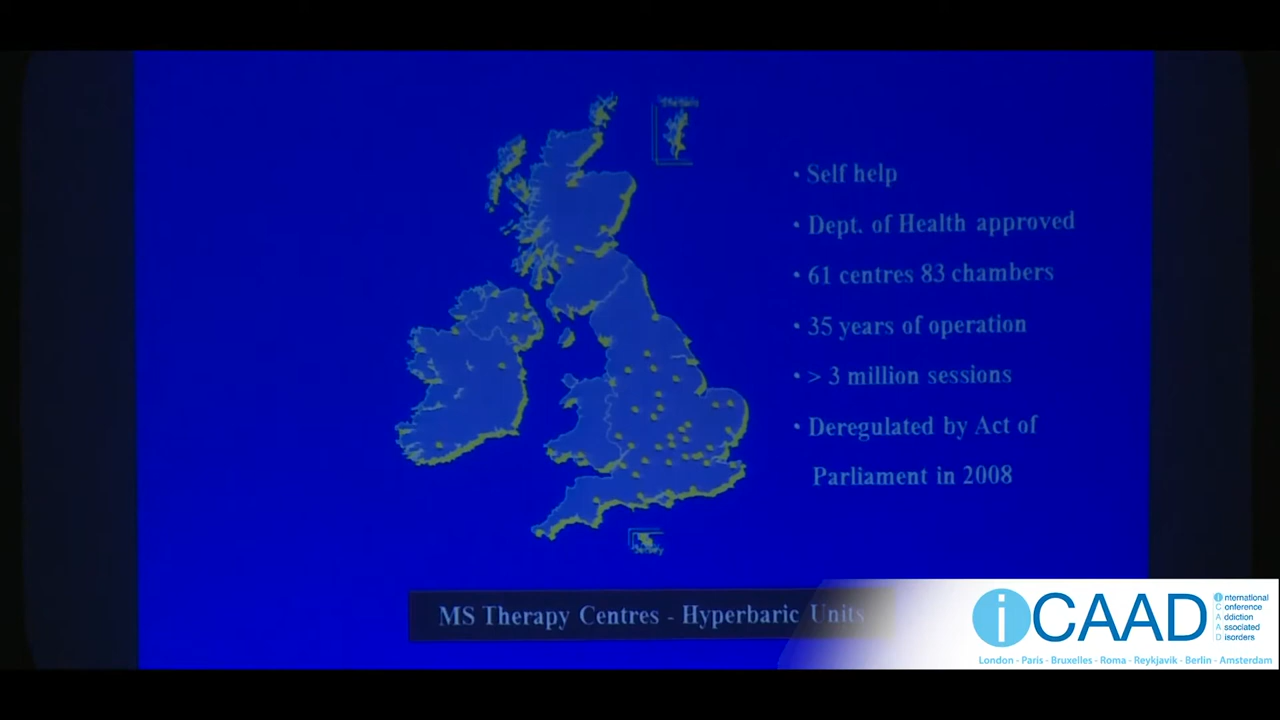 • Self help
• Dept. of Health approved
• 61 centres 83 chambers
• 35 years of operation
• > 3 million sessions
• Deregulated by Act of
Parliament in 2008
Jersey
MS Therapy Centres - Hyperbaric Units
iCAAD
international
Conference
Addiction
Associated
Disorders
London - Paris - Bruxelles - Roma - Reykjavik - Berlin - Amsterdam